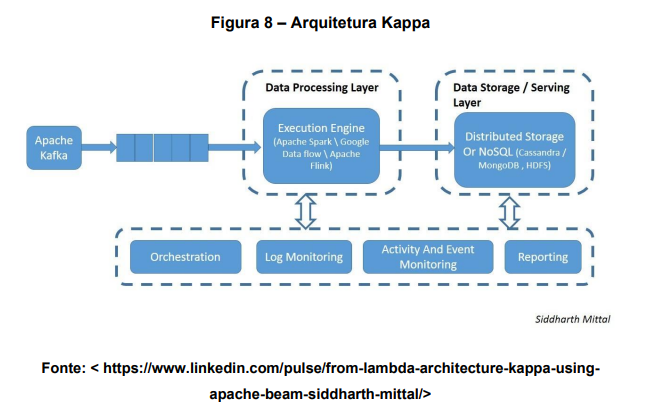 Figura 8 – Arquitetura Kappa
Data Processing Layer
Data Storage / Serving
Layer
Apache
Kafka
Execution Engine
(Apache Spark \ Google
Data flow \ Apache
Flink)
Distributed Storage
Or NoSQL (Cassandra /
MongoDB , HDFS)
Orchestration
Log Monitoring
Activity And Event
Monitoring
Reporting
Siddharth Mittal
Fonte: < https://www.linkedin.com/pulse/from-lambda-architecture-kappa-using-
apache-beam-siddharth-mittal/>